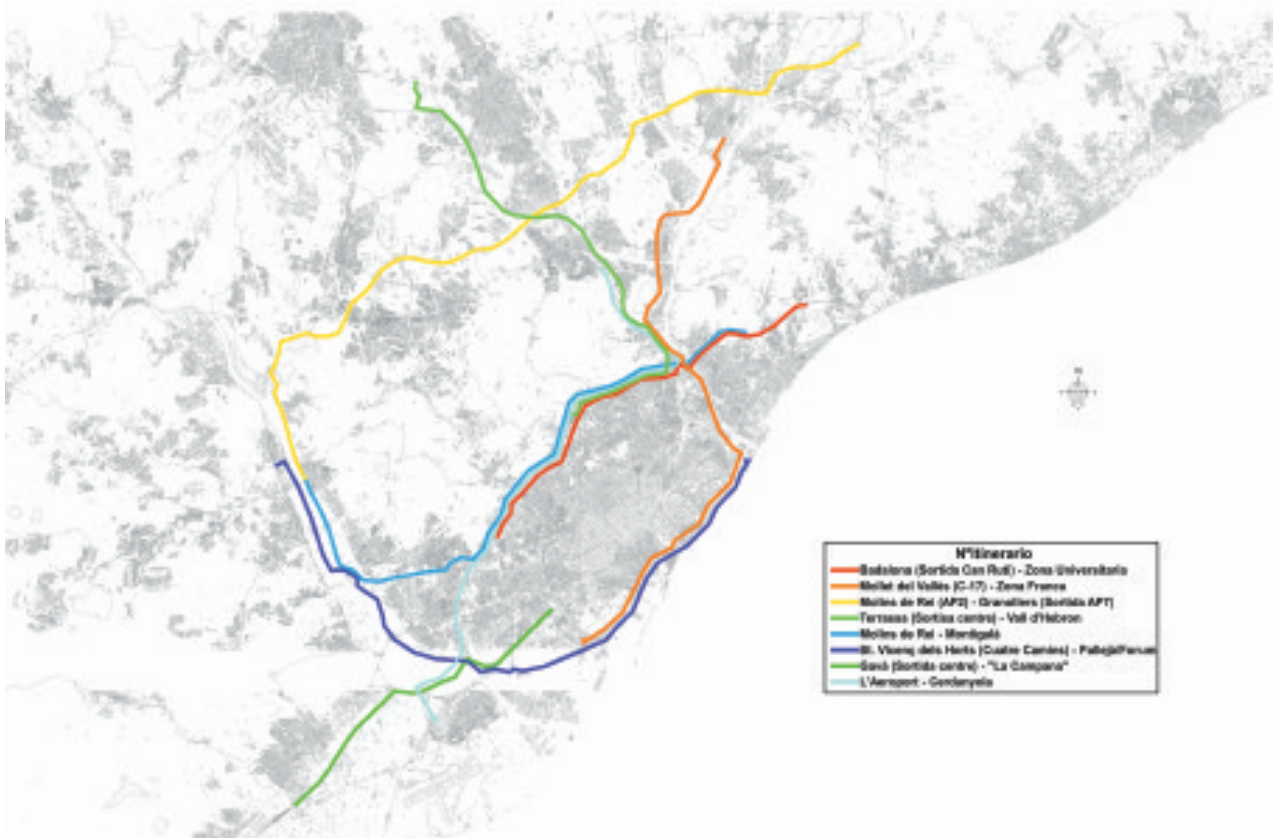 NºItinerario
Badalona (Sortida Can Ruti) - Zona Universitaria
Mollet del Vallès (C-17) - Zona Franca
Molins de Rei (AP2) - Granollers (Sortida AP7)
Terrassa (Sortisa centre) - Vall d'Hebron
Molins de Rei - Montigalà
St. Vicenç dels Horts (Cuatre Camins) - Pallejà/Forum
Gavà (Sortida centre) - "La Campana"
L'Aeroport - Cerdanyola